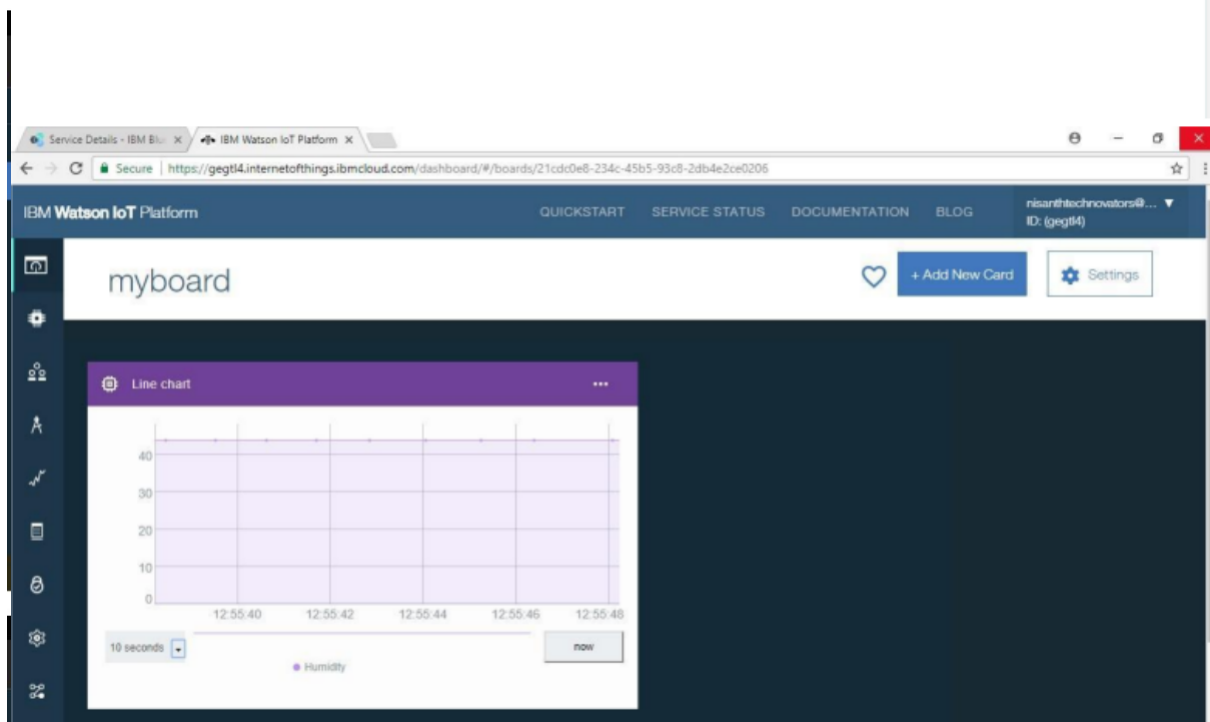 Service Details - IBM Blu
IBM Watson IoT Platform
Secure | https://gegtl4.internetofthings.ibmcloud.com/dashboard/#/boards/21cdc0e8-234c-45b5-93c8-2db4e2ce0206
IBM Watson IoT Platform
QUICKSTART
SERVICE STATUS
DOCUMENTATION
BLOG
nisanthtechnovators@...
ID: (gegtl4)
myboard
+ Add New Card
Settings
Line chart
40
30
20
10
0
12:55:40 12:55:42 12:55:44 12:55:46 12:55:48
10 seconds
now
Humidity